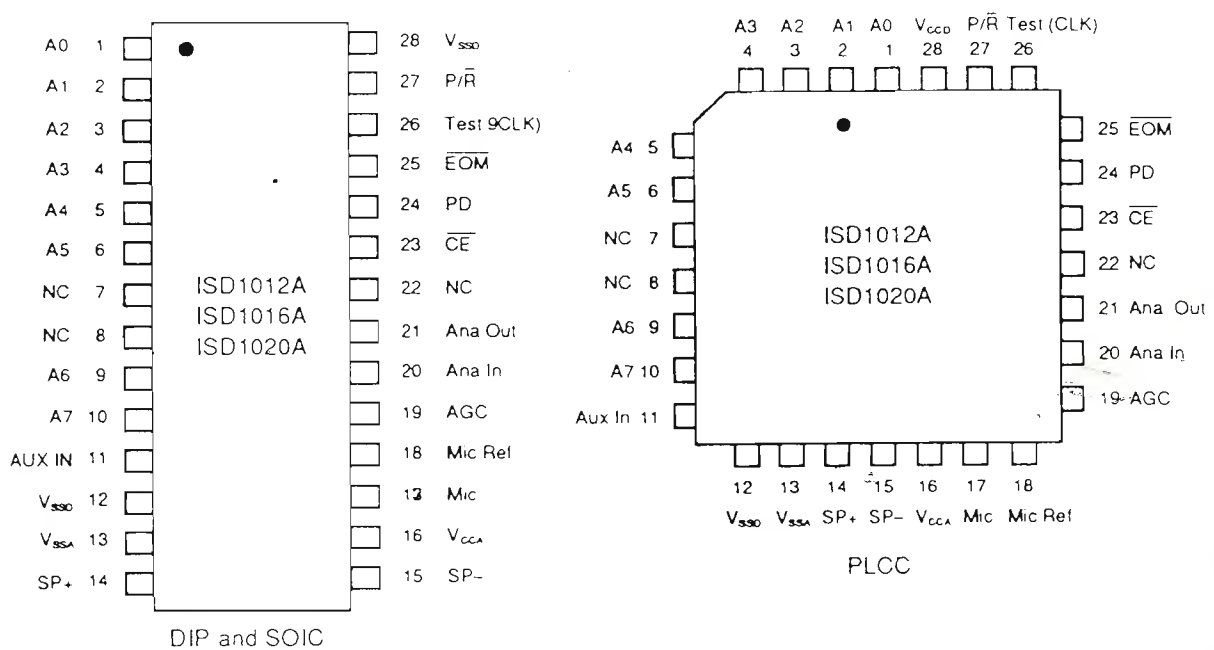 A0 1
A1 2
A2 3
A3 4
A4 5
A5 6
NC 7
NC 8
A6 9
A7 10
AUX IN 11
VSSD 12
VSSA 13
SP+ 14
ISD1012A
ISD1016A
ISD1020A
28 VSSD
27 P/R̅
26 Test 9CLK)
25 E̅O̅M̅
24 PD
23 C̅E̅
22 NC
21 Ana Out
20 Ana In
19 AGC
18 Mic Ref
17 Mic
16 VCCA
15 SP-
DIP and SOIC
A3 A2 A1 A0 VCCD P/R̅ Test (CLK)
4 3 2 1 28 27 26
A4 5
A5 6
NC 7
NC 8
A6 9
A7 10
Aux In 11
ISD1012A
ISD1016A
ISD1020A
25 E̅O̅M̅
24 PD
23 C̅E̅
22 NC
21 Ana Out
20 Ana In
19 AGC
12 13 14 15 16 17 18
VSSD VSSA SP+ SP- VCCA Mic Mic Ref
PLCC